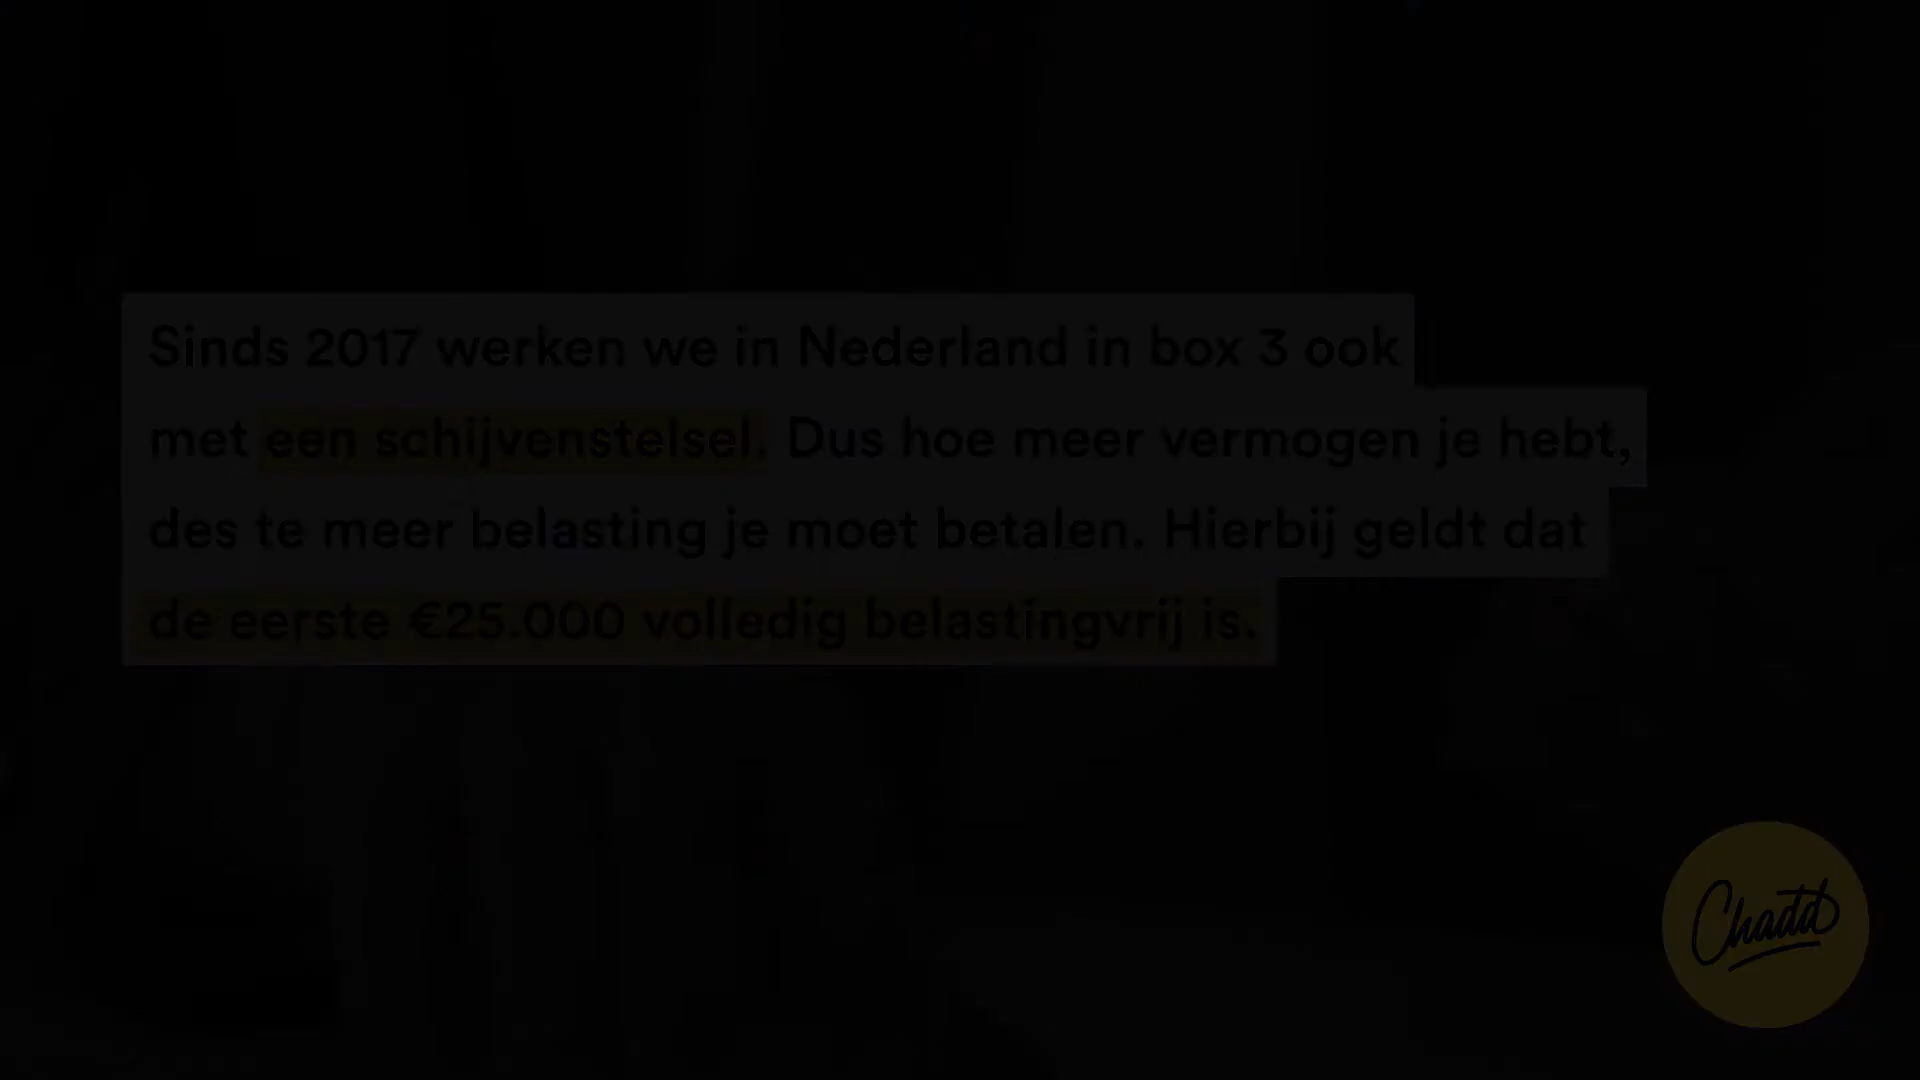 Sinds 2017 werken we in Nederland in box 3 ook
met een schijvenstelsel. Dus hoe meer vermogen je hebt,
des te meer belasting je moet betalen. Hierbij geldt dat
de eerste €25.000 volledig belastingvrij is.
Chadd